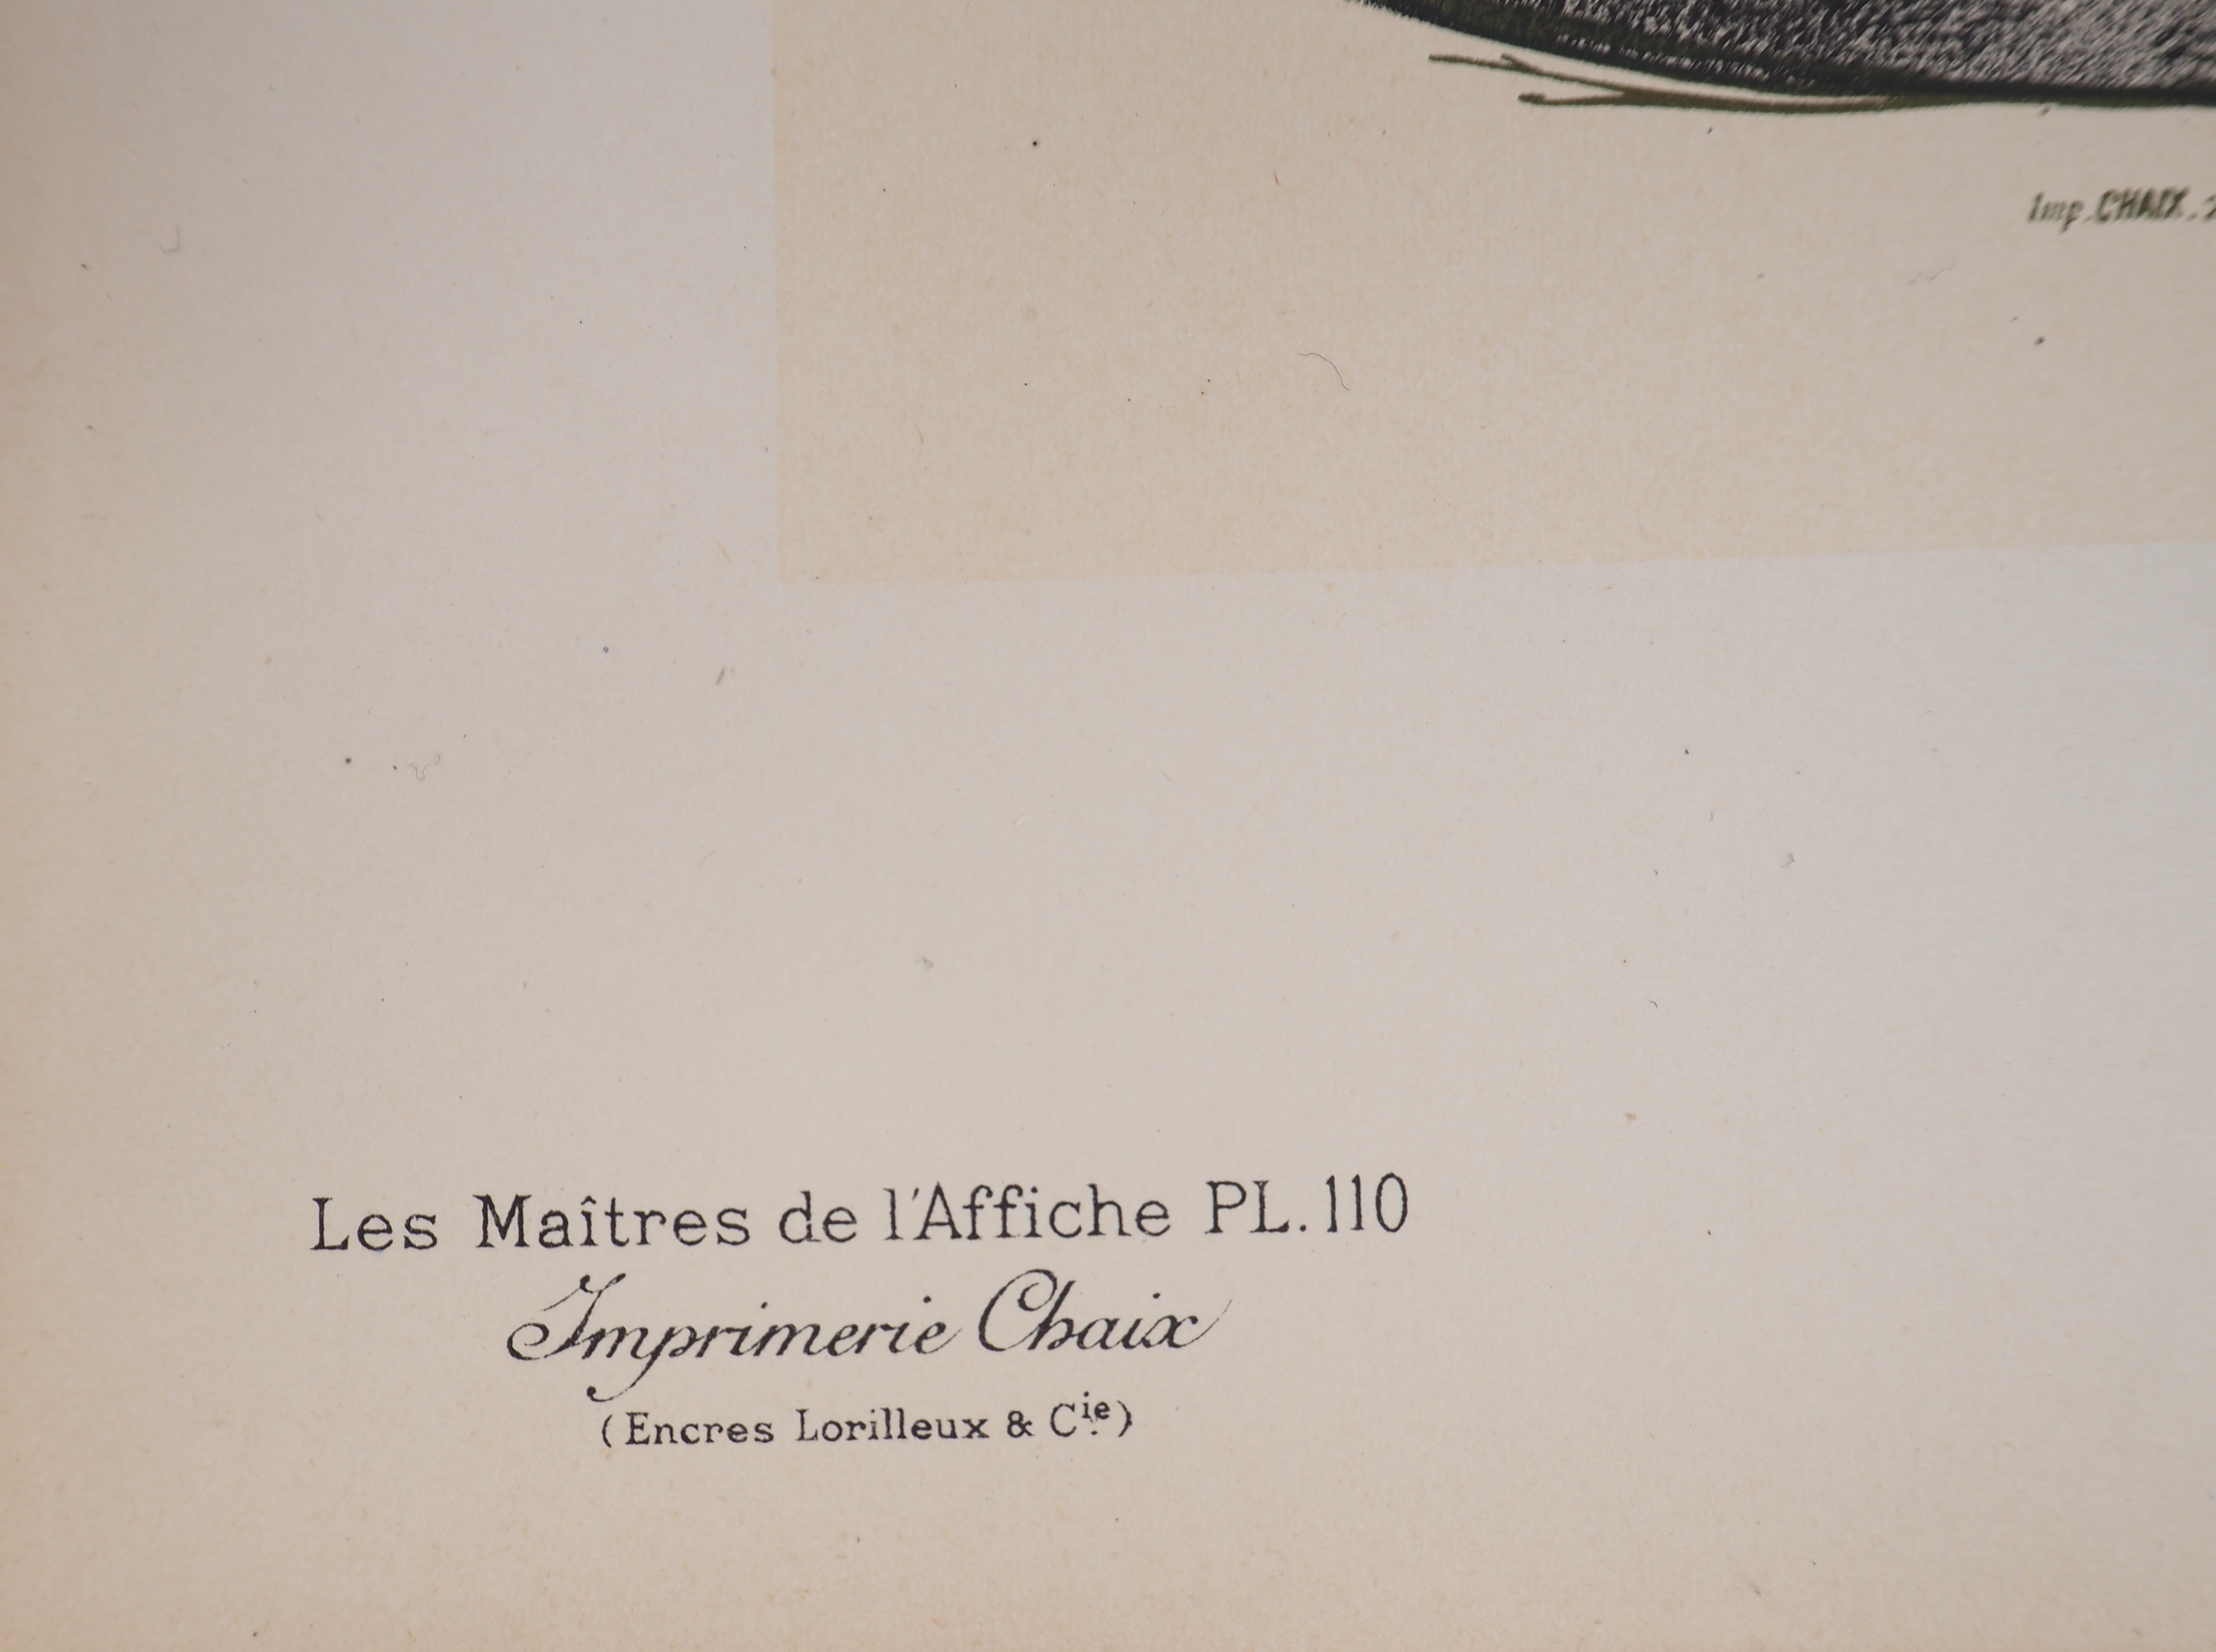 Imp. CHAIX.
Les Maîtres de l'Affiche PL. 110
Imprimerie Chaix
(Encres Lorilleux & Cie)